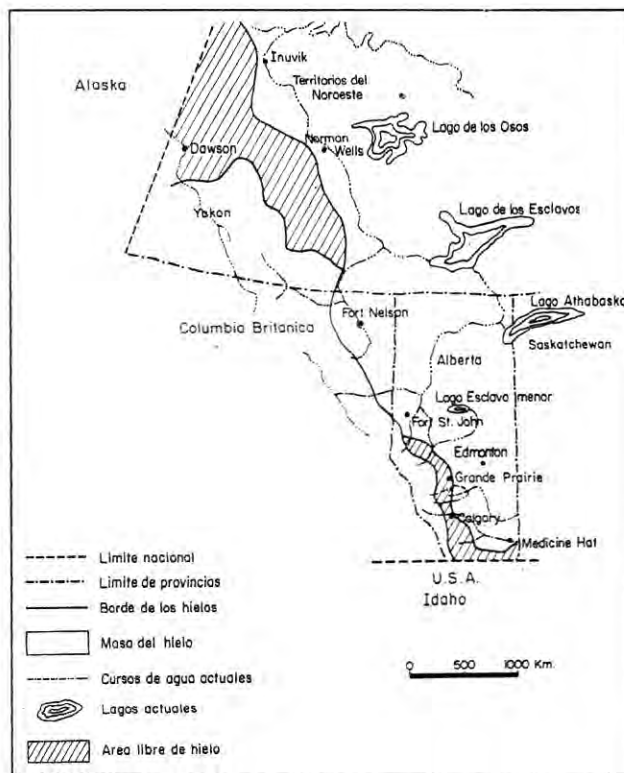 Inuvik
Alaska
Territorios del
Noroeste
Lago de los Osos
Norman
Wells
Dawson
Lago de los Esclavos
Yakon
Lago Athabaska
Fort Nelson
Columbia Britanica
Saskatchewan
Alberta
Lago Esclavo menor
Fort St. John
Edmonton
Grande Prairie
Calgary
Medicine Hat
U.S.A.
Idaho
Límite nacional
Límite de provincias
Borde de los hielos
Masa del hielo
Cursos de agua actuales
Lagos actuales
Area libre de hielo
0 500 1000 Km.